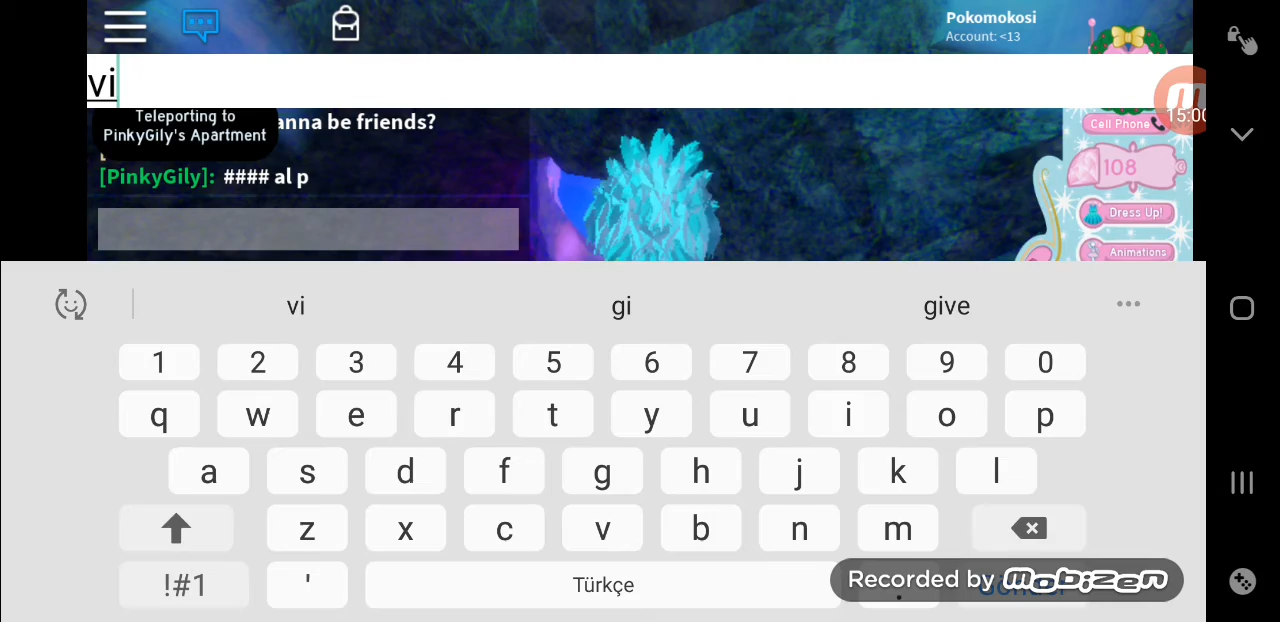 Pokomokosi
Account: <13
vi
Teleporting to
PinkyGily's Apartment
anna be friends?
[PinkyGily]: #### al p
15:00
Cell Phone
108
Dress Up!
Animations
vi gi give
1 2 3 4 5 6 7 8 9 0
q w e r t y u i o p
a s d f g h j k l
z x c v b n m
!#1 ' Türkçe .
Recorded by mobizen